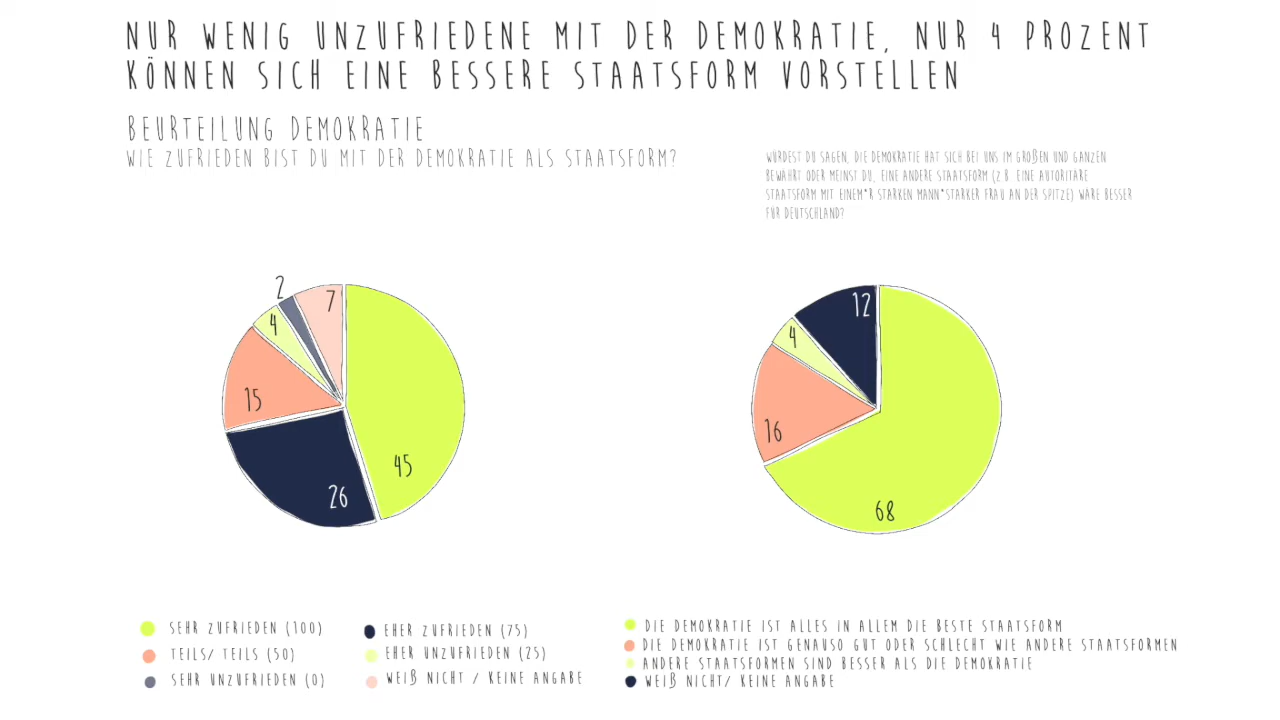 NUR WENIG UNZUFRIEDENE MIT DER DEMOKRATIE, NUR 4 PROZENT
KÖNNEN SICH EINE BESSERE STAATSFORM VORSTELLEN
BEURTEILUNG DEMOKRATIE
WIE ZUFRIEDEN BIST DU MIT DER DEMOKRATIE ALS STAATSFORM?
WÜRDEST DU SAGEN, DIE DEMOKRATIE HAT SICH BEI UNS IM GROẞEN UND GANZEN
BEWÄHRT ODER MEINST DU, EINE ANDERE STAATSFORM (Z.B. EINE AUTORITÄRE
STAATSFORM MIT EINEM*R STARKEN MANN*STARKER FRAU AN DER SPITZE) WÄRE BESSER
FÜR DEUTSCHLAND?
2
7
4
15
26
45
12
4
16
68
SEHR ZUFRIEDEN (100)
EHER ZUFRIEDEN (75)
TEILS/ TEILS (50)
EHER UNZUFRIEDEN (25)
SEHR UNZUFRIEDEN (0)
WEIẞ NICHT / KEINE ANGABE
DIE DEMOKRATIE IST ALLES IN ALLEM DIE BESTE STAATSFORM
DIE DEMOKRATIE IST GENAUSO GUT ODER SCHLECHT WIE ANDERE STAATSFORMEN
ANDERE STAATSFORMEN SIND BESSER ALS DIE DEMOKRATIE
WEIẞ NICHT/ KEINE ANGABE